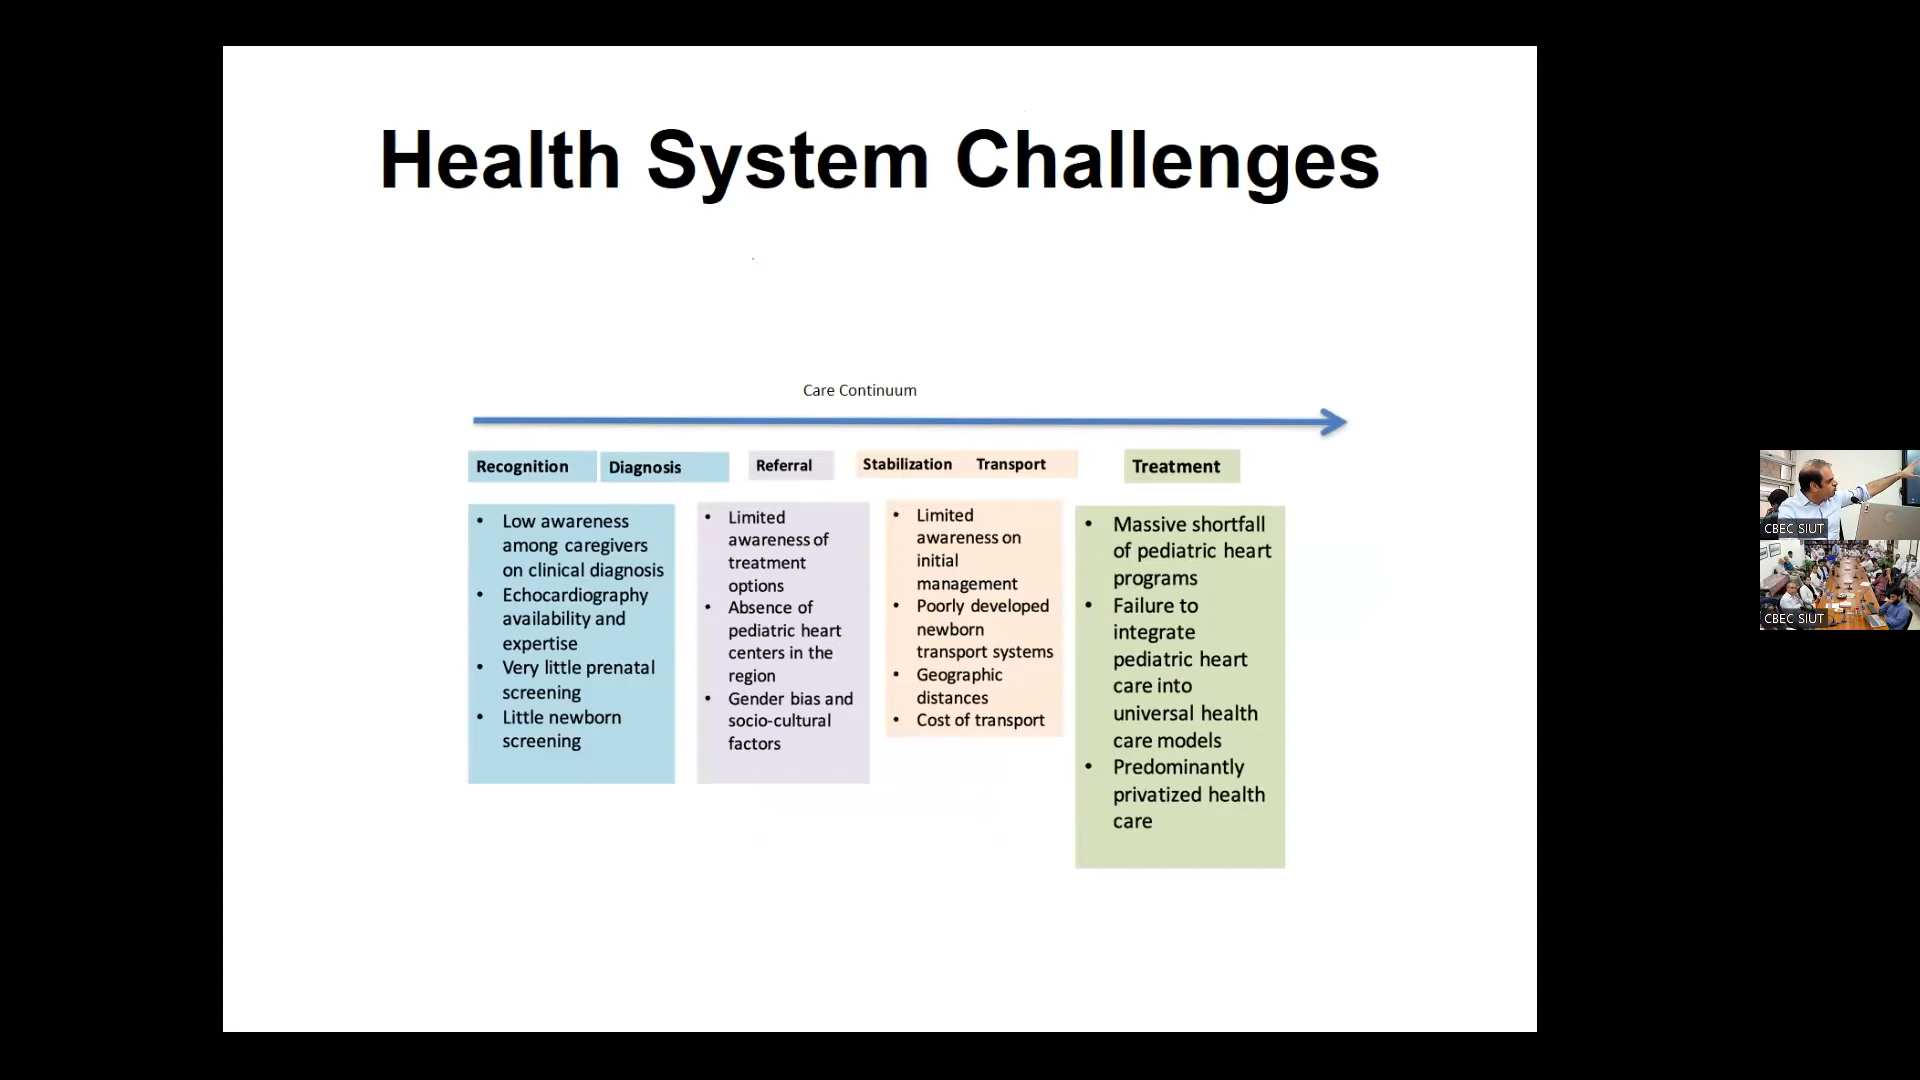 Health System Challenges
Care Continuum
Recognition
Diagnosis
Referral
Stabilization
Transport
Treatment
• Low awareness
among caregivers
on clinical diagnosis
• Echocardiography
availability and
expertise
• Very little prenatal
screening
• Little newborn
screening
• Limited
awareness of
treatment
options
• Absence of
pediatric heart
centers in the
region
• Gender bias and
socio-cultural
factors
• Limited
awareness on
initial
management
• Poorly developed
newborn
transport systems
• Geographic
distances
• Cost of transport
• Massive shortfall
of pediatric heart
programs
• Failure to
integrate
pediatric heart
care into
universal health
care models
• Predominantly
privatized health
care
CBEC SIUT
CBEC SIUT